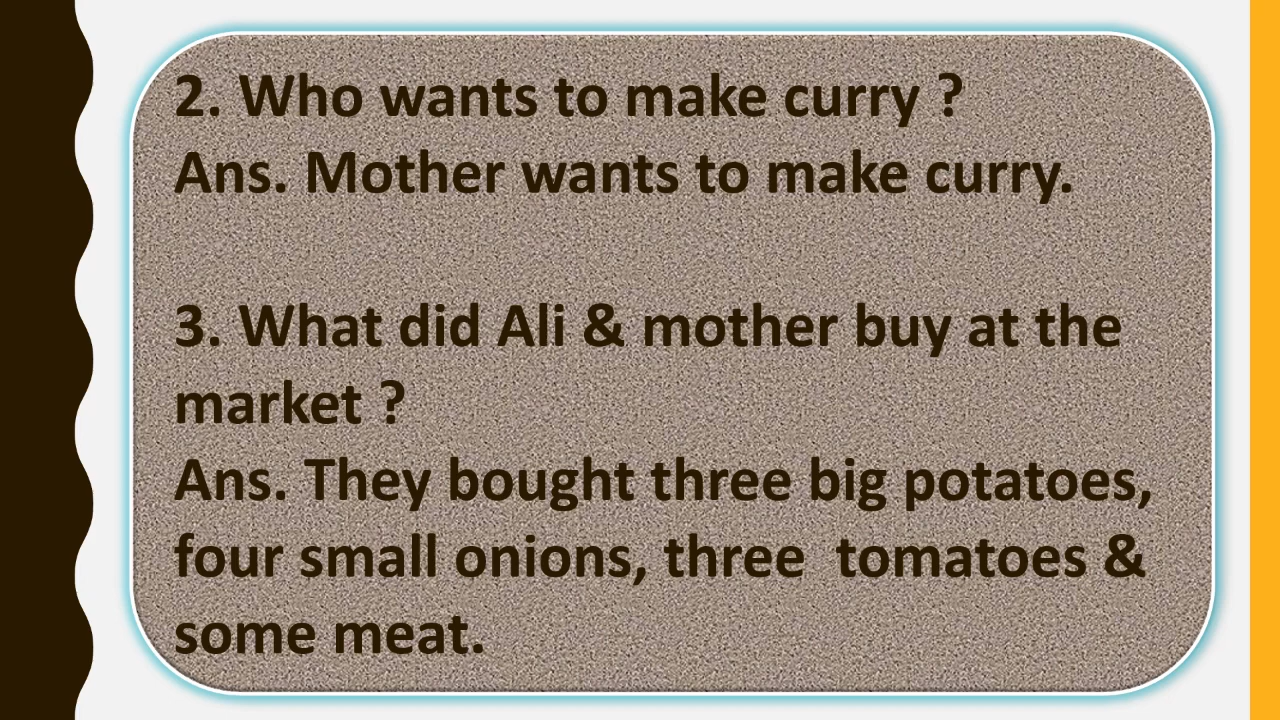 2. Who wants to make curry ?
Ans. Mother wants to make curry.
3. What did Ali & mother buy at the
market ?
Ans. They bought three big potatoes,
four small onions, three  tomatoes &
some meat.